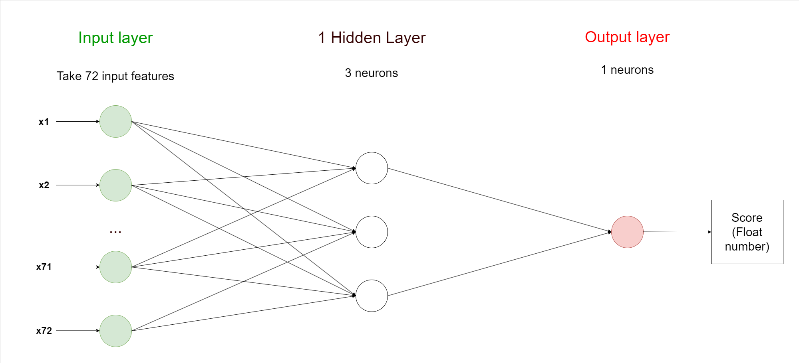 Input layer
1 Hidden Layer
Output layer
Take 72 input features
3 neurons
1 neurons
x1
x2
...
x71
x72
Score
(Float
number)